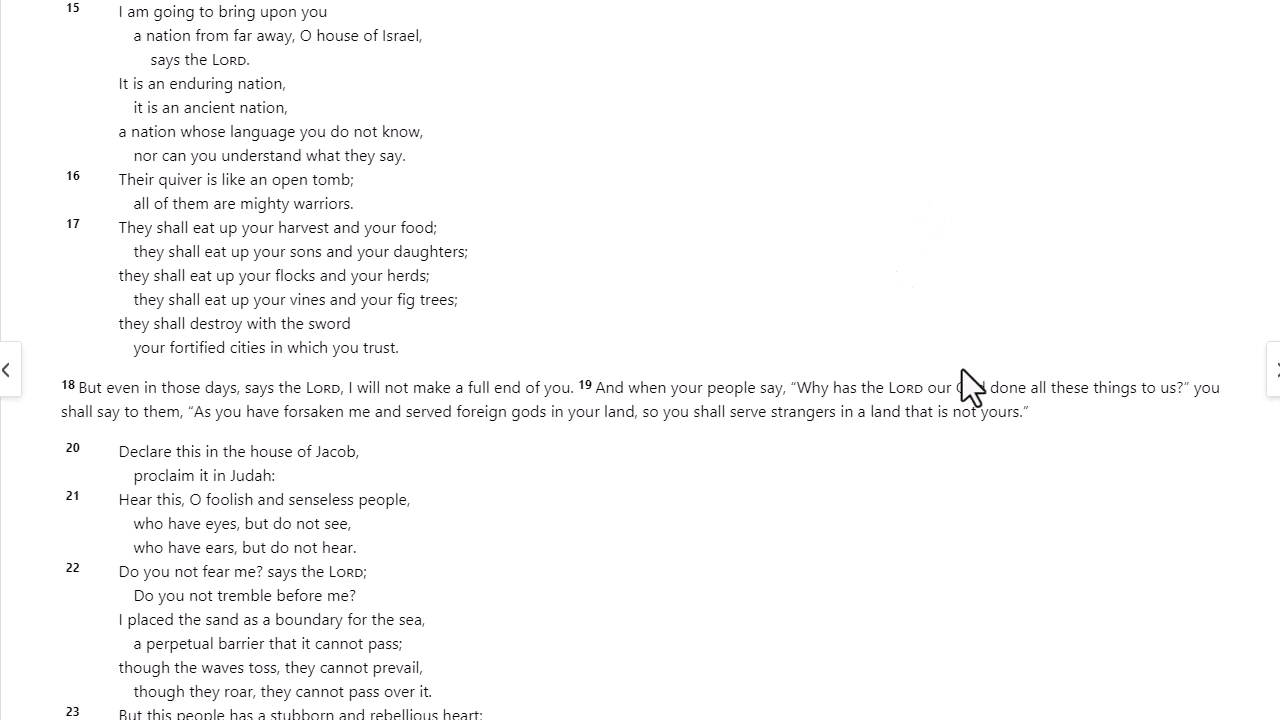 15 I am going to bring upon you
a nation from far away, O house of Israel,
says the LORD.
It is an enduring nation,
it is an ancient nation,
a nation whose language you do not know,
nor can you understand what they say.
16 Their quiver is like an open tomb;
all of them are mighty warriors.
17 They shall eat up your harvest and your food;
they shall eat up your sons and your daughters;
they shall eat up your flocks and your herds;
they shall eat up your vines and your fig trees;
they shall destroy with the sword
your fortified cities in which you trust.
18 But even in those days, says the LORD, I will not make a full end of you. 19 And when your people say, “Why has the LORD our done all these things to us?” you
shall say to them, “As you have forsaken me and served foreign gods in your land, so you shall serve strangers in a land that is not yours.”
20 Declare this in the house of Jacob,
proclaim it in Judah:
21 Hear this, O foolish and senseless people,
who have eyes, but do not see,
who have ears, but do not hear.
22 Do you not fear me? says the LORD;
Do you not tremble before me?
I placed the sand as a boundary for the sea,
a perpetual barrier that it cannot pass;
though the waves toss, they cannot prevail,
though they roar, they cannot pass over it.
23 But this people has a stubborn and rebellious heart;